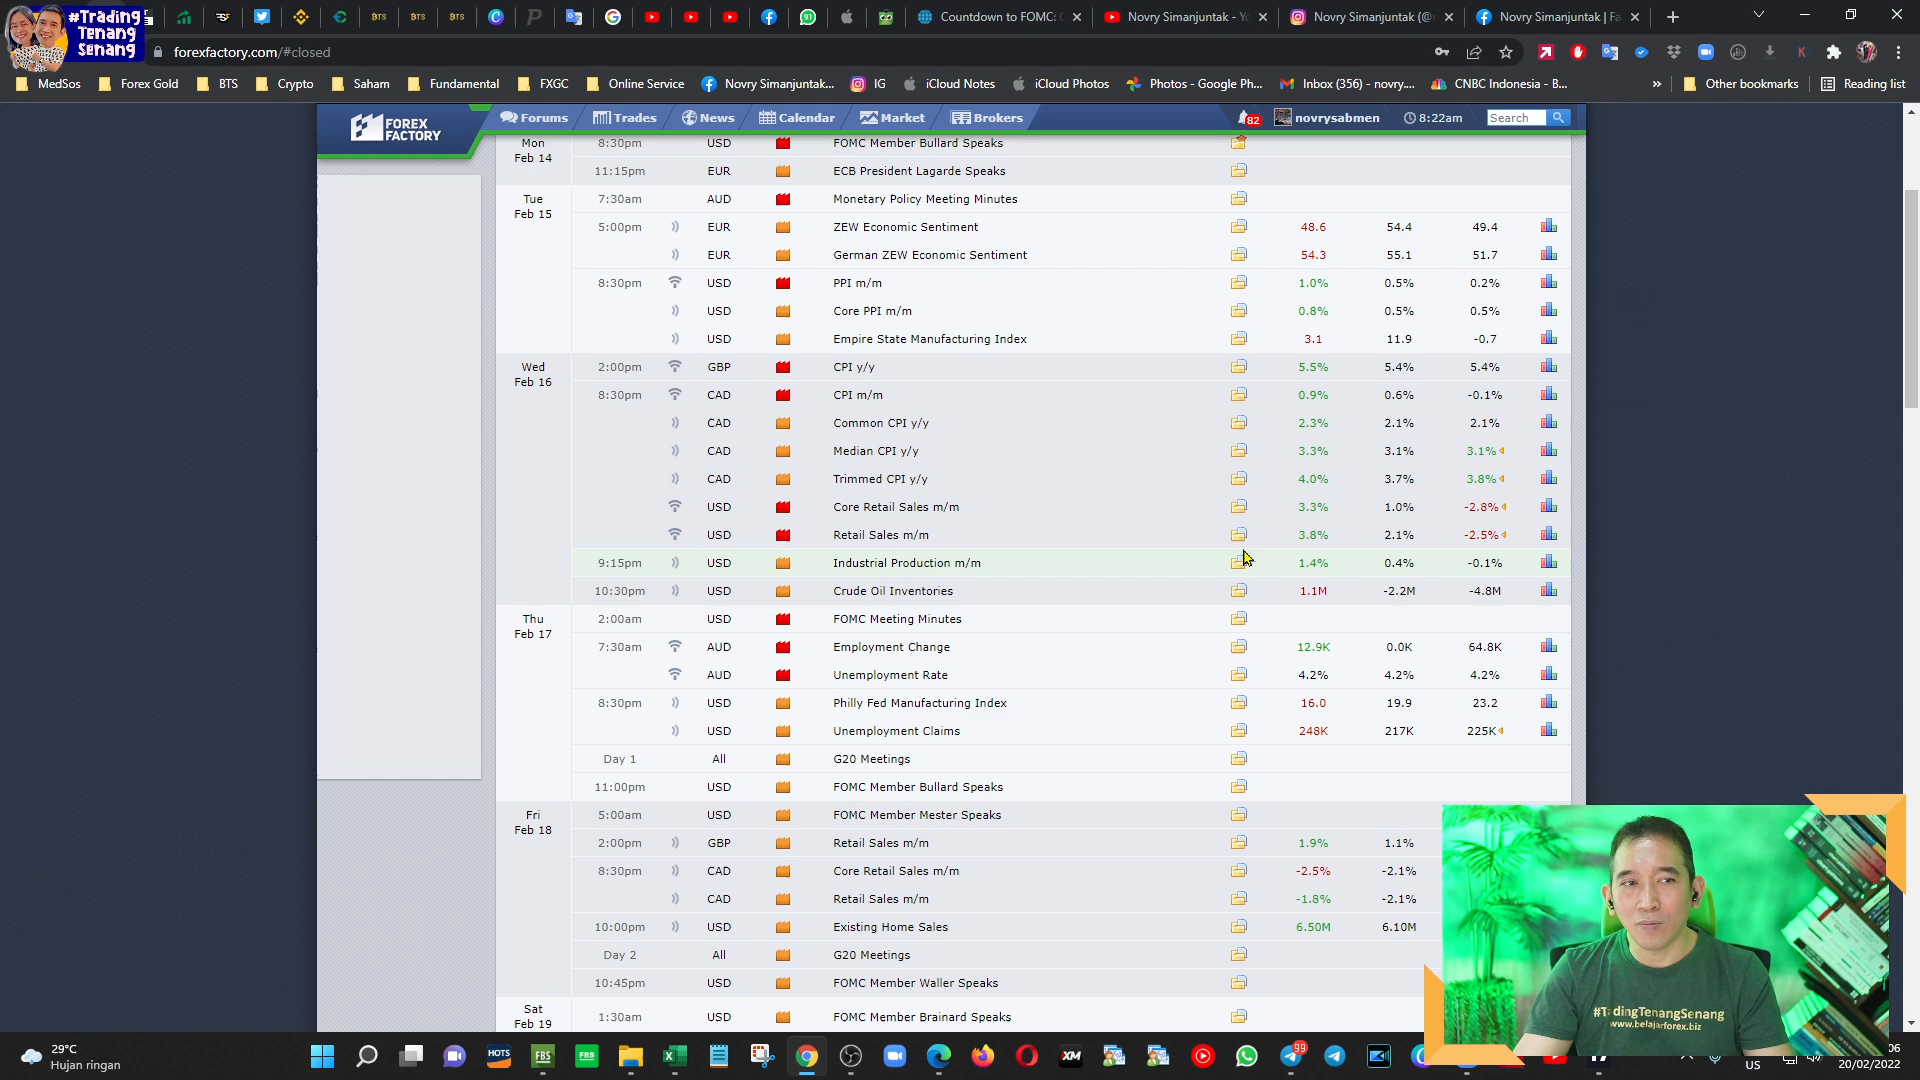 #Trading
Tenang
Senang
BTS
BTS
BTS
Countdown to FOMC:
Novry Simanjuntak - Yo
Novry Simanjuntak (@
Novry Simanjuntak | Fa
forexfactory.com/#closed
MedSos
Forex Gold
BTS
Crypto
Saham
Fundamental
FXGC
Online Service
Novry Simanjuntak...
IG
iCloud Notes
iCloud Photos
Photos - Google Ph...
Inbox (356) - novry....
CNBC Indonesia - B...
»
Other bookmarks
Reading list
FOREX
FACTORY
Forums
Trades
News
Calendar
Market
Brokers
82
novrysabmen
8:22am
Search
Mon
Feb 14
8:30pm USD FOMC Member Bullard Speaks
11:15pm EUR ECB President Lagarde Speaks
Tue
Feb 15
7:30am AUD Monetary Policy Meeting Minutes
5:00pm EUR ZEW Economic Sentiment 48.6 54.4 49.4
EUR German ZEW Economic Sentiment 54.3 55.1 51.7
8:30pm USD PPI m/m 1.0% 0.5% 0.2%
USD Core PPI m/m 0.8% 0.5% 0.5%
USD Empire State Manufacturing Index 3.1 11.9 -0.7
Wed
Feb 16
2:00pm GBP CPI y/y 5.5% 5.4% 5.4%
8:30pm CAD CPI m/m 0.9% 0.6% -0.1%
CAD Common CPI y/y 2.3% 2.1% 2.1%
CAD Median CPI y/y 3.3% 3.1% 3.1%
CAD Trimmed CPI y/y 4.0% 3.7% 3.8%
USD Core Retail Sales m/m 3.3% 1.0% -2.8%
USD Retail Sales m/m 3.8% 2.1% -2.5%
9:15pm USD Industrial Production m/m 1.4% 0.4% -0.1%
10:30pm USD Crude Oil Inventories 1.1M -2.2M -4.8M
Thu
Feb 17
2:00am USD FOMC Meeting Minutes
7:30am AUD Employment Change 12.9K 0.0K 64.8K
AUD Unemployment Rate 4.2% 4.2% 4.2%
8:30pm USD Philly Fed Manufacturing Index 16.0 19.9 23.2
USD Unemployment Claims 248K 217K 225K
Day 1 All G20 Meetings
11:00pm USD FOMC Member Bullard Speaks
Fri
Feb 18
5:00am USD FOMC Member Mester Speaks
2:00pm GBP Retail Sales m/m 1.9% 1.1%
8:30pm CAD Core Retail Sales m/m -2.5% -2.1%
CAD Retail Sales m/m -1.8% -2.1%
10:00pm USD Existing Home Sales 6.50M 6.10M
Day 2 All G20 Meetings
10:45pm USD FOMC Member Waller Speaks
Sat
Feb 19
1:30am USD FOMC Member Brainard Speaks
#TradingTenangSenang
www.belajarforex.biz
29°C
Hujan ringan
HOTS
FBS
FBS
XM
99
US
06
20/02/2022